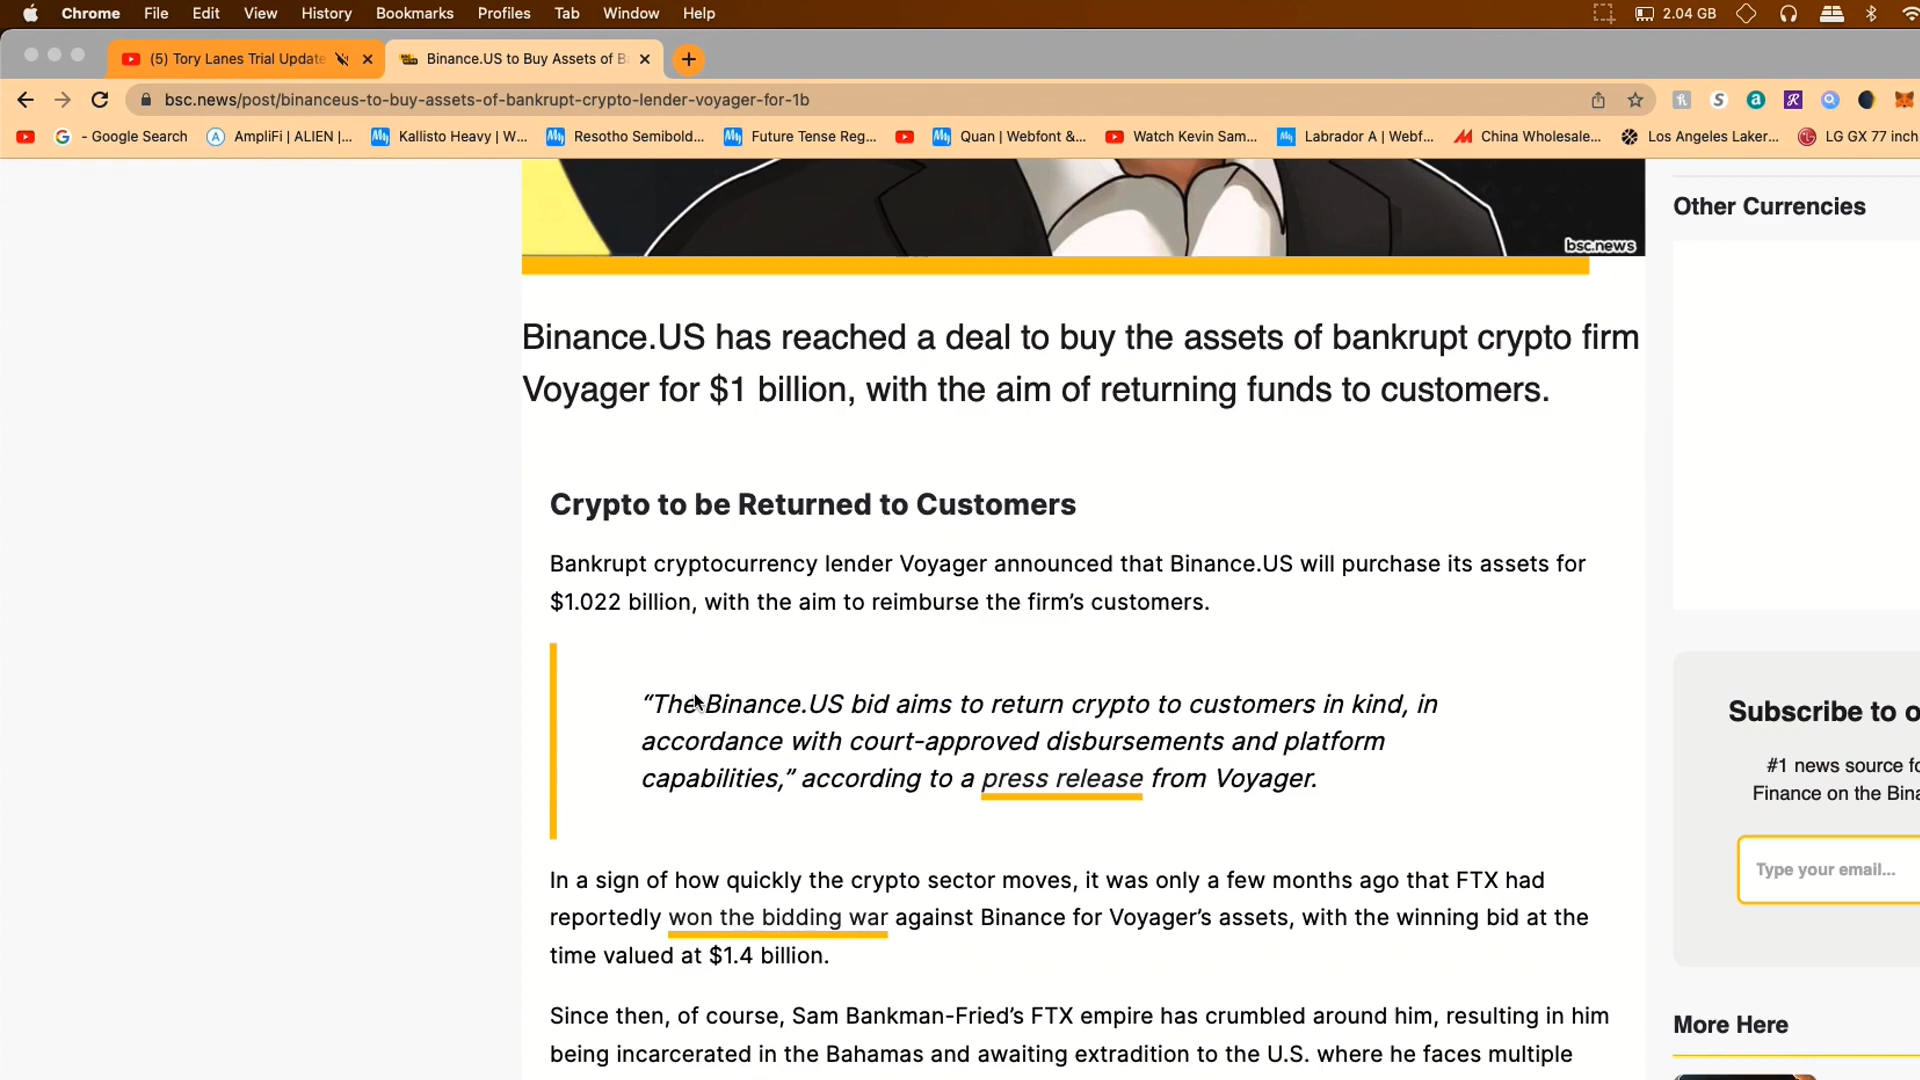 Chrome File Edit View History Bookmarks Profiles Tab Window Help 2.04 GB
(5) Tory Lanes Trial Update Binance.US to Buy Assets of B
bsc.news/post/binanceus-to-buy-assets-of-bankrupt-crypto-lender-voyager-for-1b
- Google Search AmpliFi | ALIEN |... Kallisto Heavy | W... Resotho Semibold... Future Tense Reg... Quan | Webfont &... Watch Kevin Sam... Labrador A | Webf... China Wholesale... Los Angeles Laker... LG GX 77 inch
bsc.news
Other Currencies
Binance.US has reached a deal to buy the assets of bankrupt crypto firm
Voyager for $1 billion, with the aim of returning funds to customers.
Crypto to be Returned to Customers
Bankrupt cryptocurrency lender Voyager announced that Binance.US will purchase its assets for
$1.022 billion, with the aim to reimburse the firm's customers.
“The Binance.US bid aims to return crypto to customers in kind, in
accordance with court-approved disbursements and platform
capabilities,” according to a press release from Voyager.
In a sign of how quickly the crypto sector moves, it was only a few months ago that FTX had
reportedly won the bidding war against Binance for Voyager's assets, with the winning bid at the
time valued at $1.4 billion.
Since then, of course, Sam Bankman-Fried's FTX empire has crumbled around him, resulting in him
being incarcerated in the Bahamas and awaiting extradition to the U.S. where he faces multiple
Subscribe to o
#1 news source fo
Finance on the Bina
Type your email...
More Here